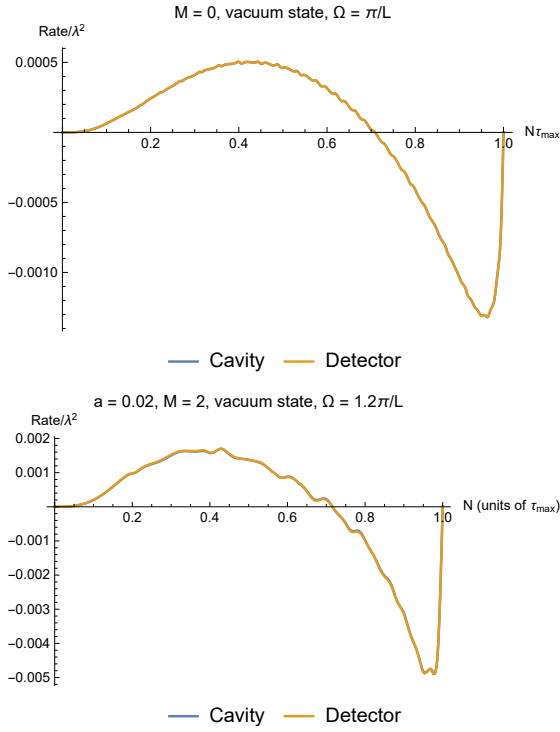 M = 0, vacuum state, Ω = π/L
Rate/λ²
0.0005
Nτmax
0.2 0.4 0.6 0.8 1.0
−0.0005
−0.0010
Cavity Detector
a = 0.02, M = 2, vacuum state, Ω = 1.2π/L
Rate/λ²
0.002
0.001
N (units of τmax)
0.2 0.4 0.6 0.8 1.0
−0.001
−0.002
−0.003
−0.004
−0.005
Cavity Detector